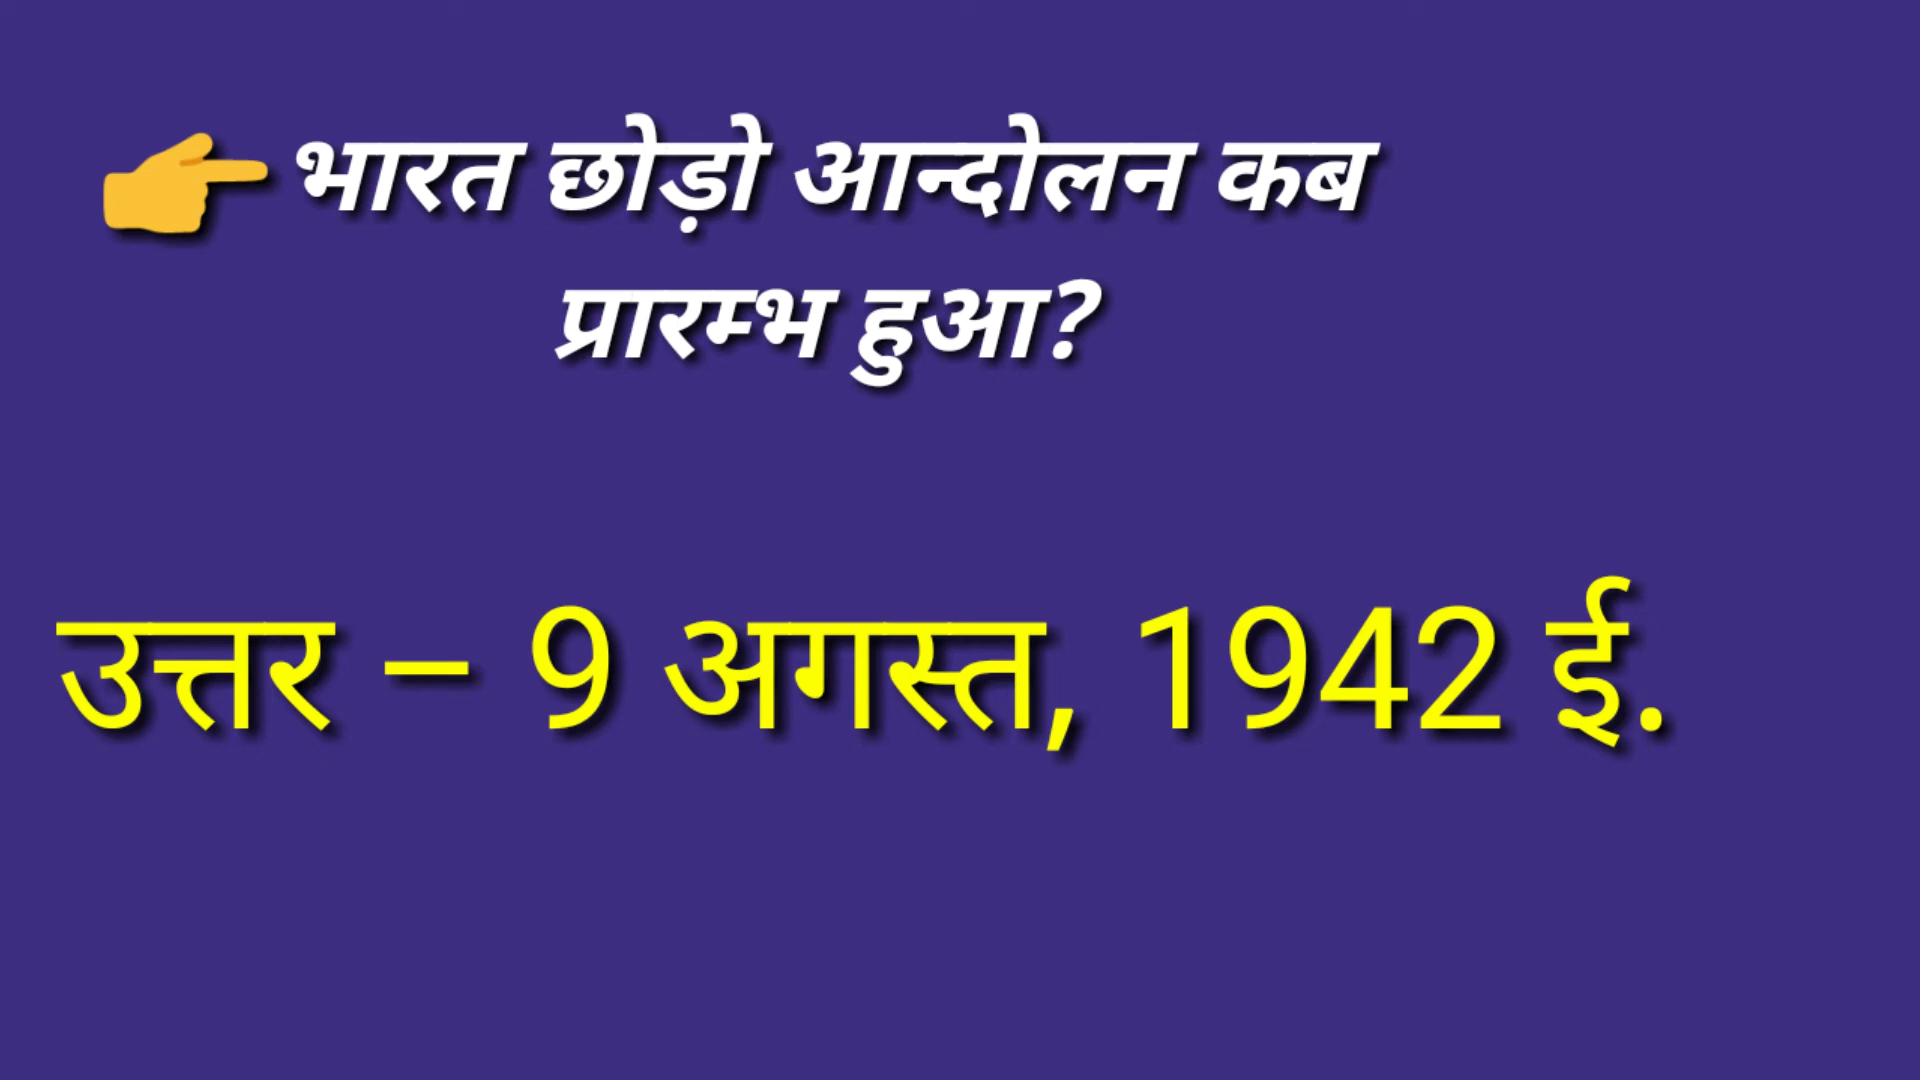 👉भारत छोड़ो आन्दोलन कब
प्रारम्भ हुआ?
उत्तर – 9 अगस्त, 1942 ई.